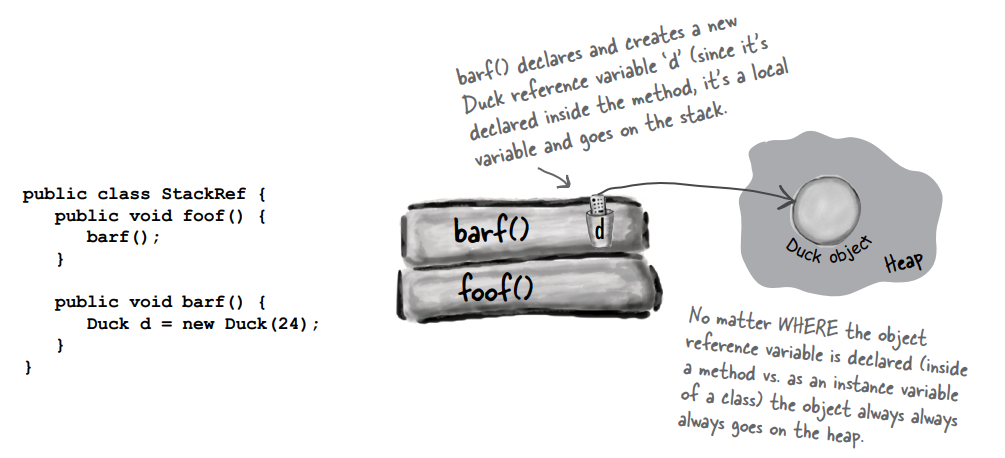 barf() declares and creates a new
Duck reference variable 'd' (since it's
declared inside the method, it's a local
variable and goes on the stack.
public class StackRef {
public void foof() {
barf();
}
public void barf() {
Duck d = new Duck(24);
}
}
barf()
d
foof()
Duck object
Heap
No matter WHERE the object
reference variable is declared (inside
a method vs. as an instance variable
of a class) the object always always
always goes on the heap.